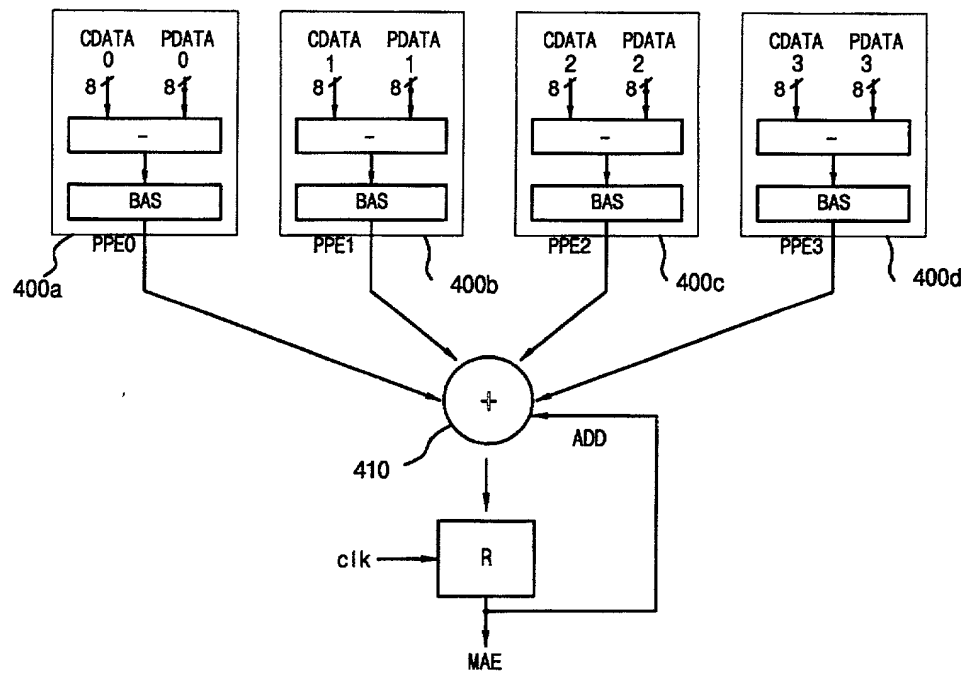 CDATA PDATA CDATA PDATA CDATA PDATA CDATA PDATA
0 0 1 1 2 2 3 3
8 8 8 8 8 8 8 8
- - - -
BAS BAS BAS BAS
PPE0 PPE1 PPE2 PPE3
400a 400b 400c 400d
+
ADD
410
clk R
MAE